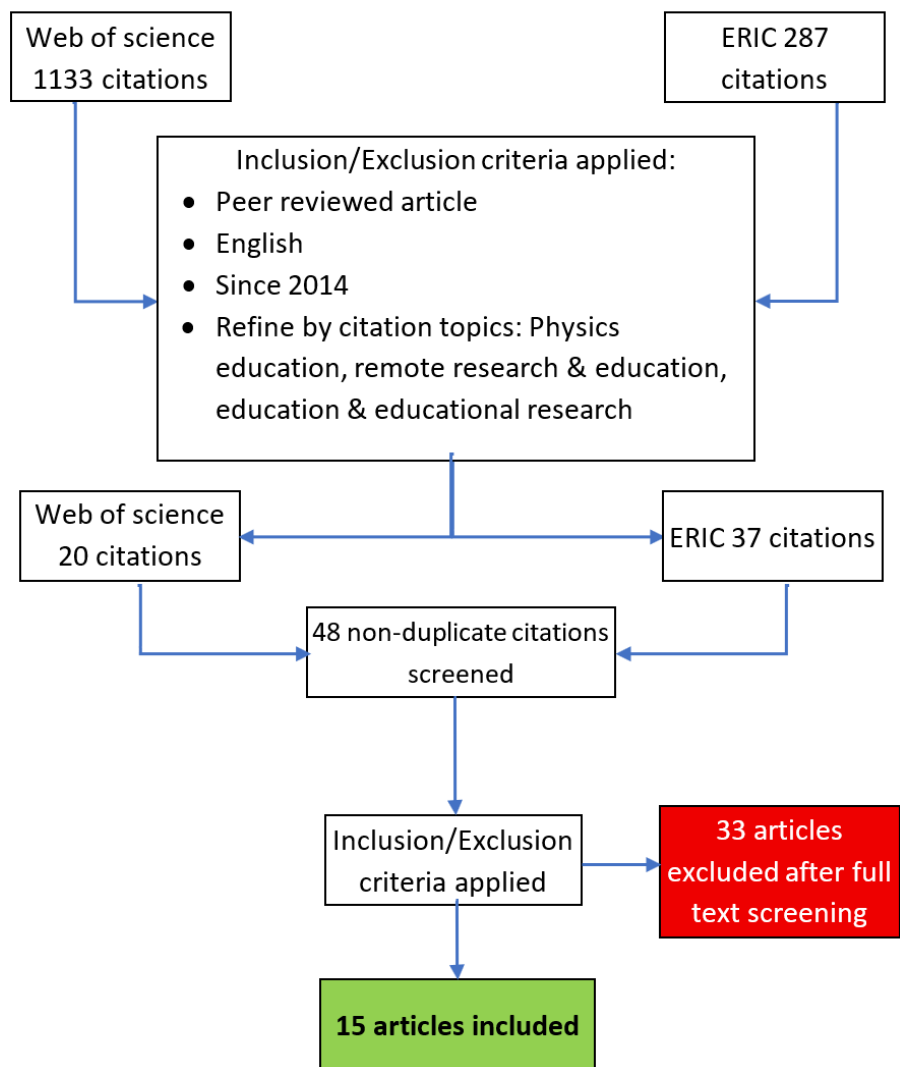 Web of science
1133 citations
ERIC 287
citations
Inclusion/Exclusion criteria applied:
• Peer reviewed article
• English
• Since 2014
• Refine by citation topics: Physics
education, remote research & education,
education & educational research
Web of science
20 citations
ERIC 37 citations
48 non-duplicate citations
screened
Inclusion/Exclusion
criteria applied
33 articles
excluded after full
text screening
15 articles included